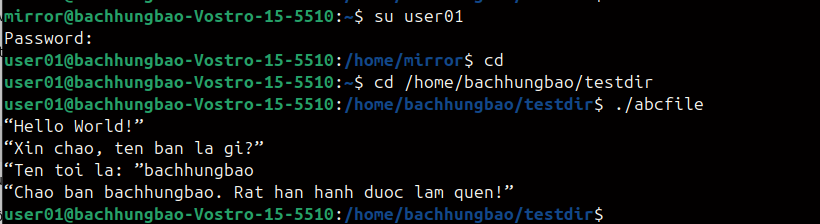 mirror@bachhungbao-Vostro-15-5510:~$ su user01
Password:
user01@bachhungbao-Vostro-15-5510:/home/mirror$ cd
user01@bachhungbao-Vostro-15-5510:~$ cd /home/bachhungbao/testdir
user01@bachhungbao-Vostro-15-5510:/home/bachhungbao/testdir$ ./abcfile
“Hello World!”
“Xin chao, ten ban la gi?”
“Ten toi la: ”bachhungbao
“Chao ban bachhungbao. Rat han hanh duoc lam quen!”
user01@bachhungbao-Vostro-15-5510:/home/bachhungbao/testdir$